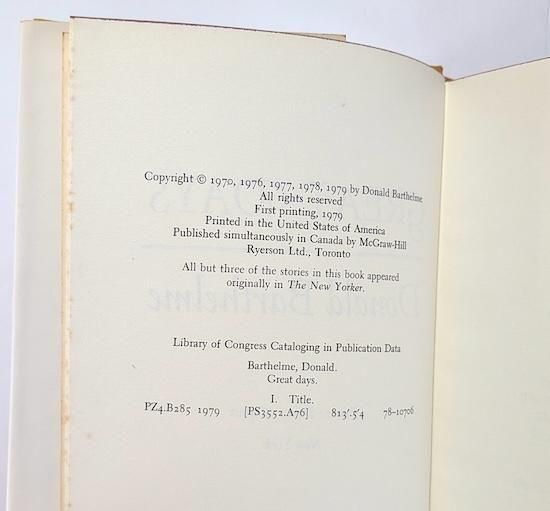 Copyright © 1970, 1976, 1977, 1978, 1979 by Donald Barthelme
All rights reserved
First printing, 1979
Printed in the United States of America
Published simultaneously in Canada by McGraw-Hill
Ryerson Ltd., Toronto
All but three of the stories in this book appeared
originally in The New Yorker.
Library of Congress Cataloging in Publication Data
Barthelme, Donald.
Great days.
I. Title.
PZ4.B285 1979 [PS3552.A76] 813'.5'4 78-10706